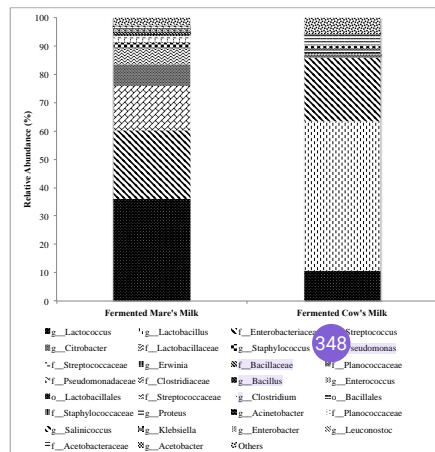 100
90
80
70
60
50
40
30
20
10
0
Relative Abundance (%)
Fermented Mare's Milk Fermented Cow's Milk
g__Lactococcus g__Lactobacillus f__Enterobacteriaceae Streptococcus
g__Citrobacter f__Lactobacillaceae g__Staphylococcus 348 Pseudomonas
f__Streptococcaceae g__Erwinia f__Bacillaceae f__Planococcaceae
f__Pseudomonadaceae f__Clostridiaceae g__Bacillus g__Enterococcus
o__Lactobacillales f__Streptococcaceae g__Clostridium o__Bacillales
f__Staphylococcaceae g__Proteus g__Acinetobacter f__Planococcaceae
g__Salinicoccus g__Klebsiella g__Enterobacter g__Leuconostoc
f__Acetobacteraceae g__Acetobacter Others